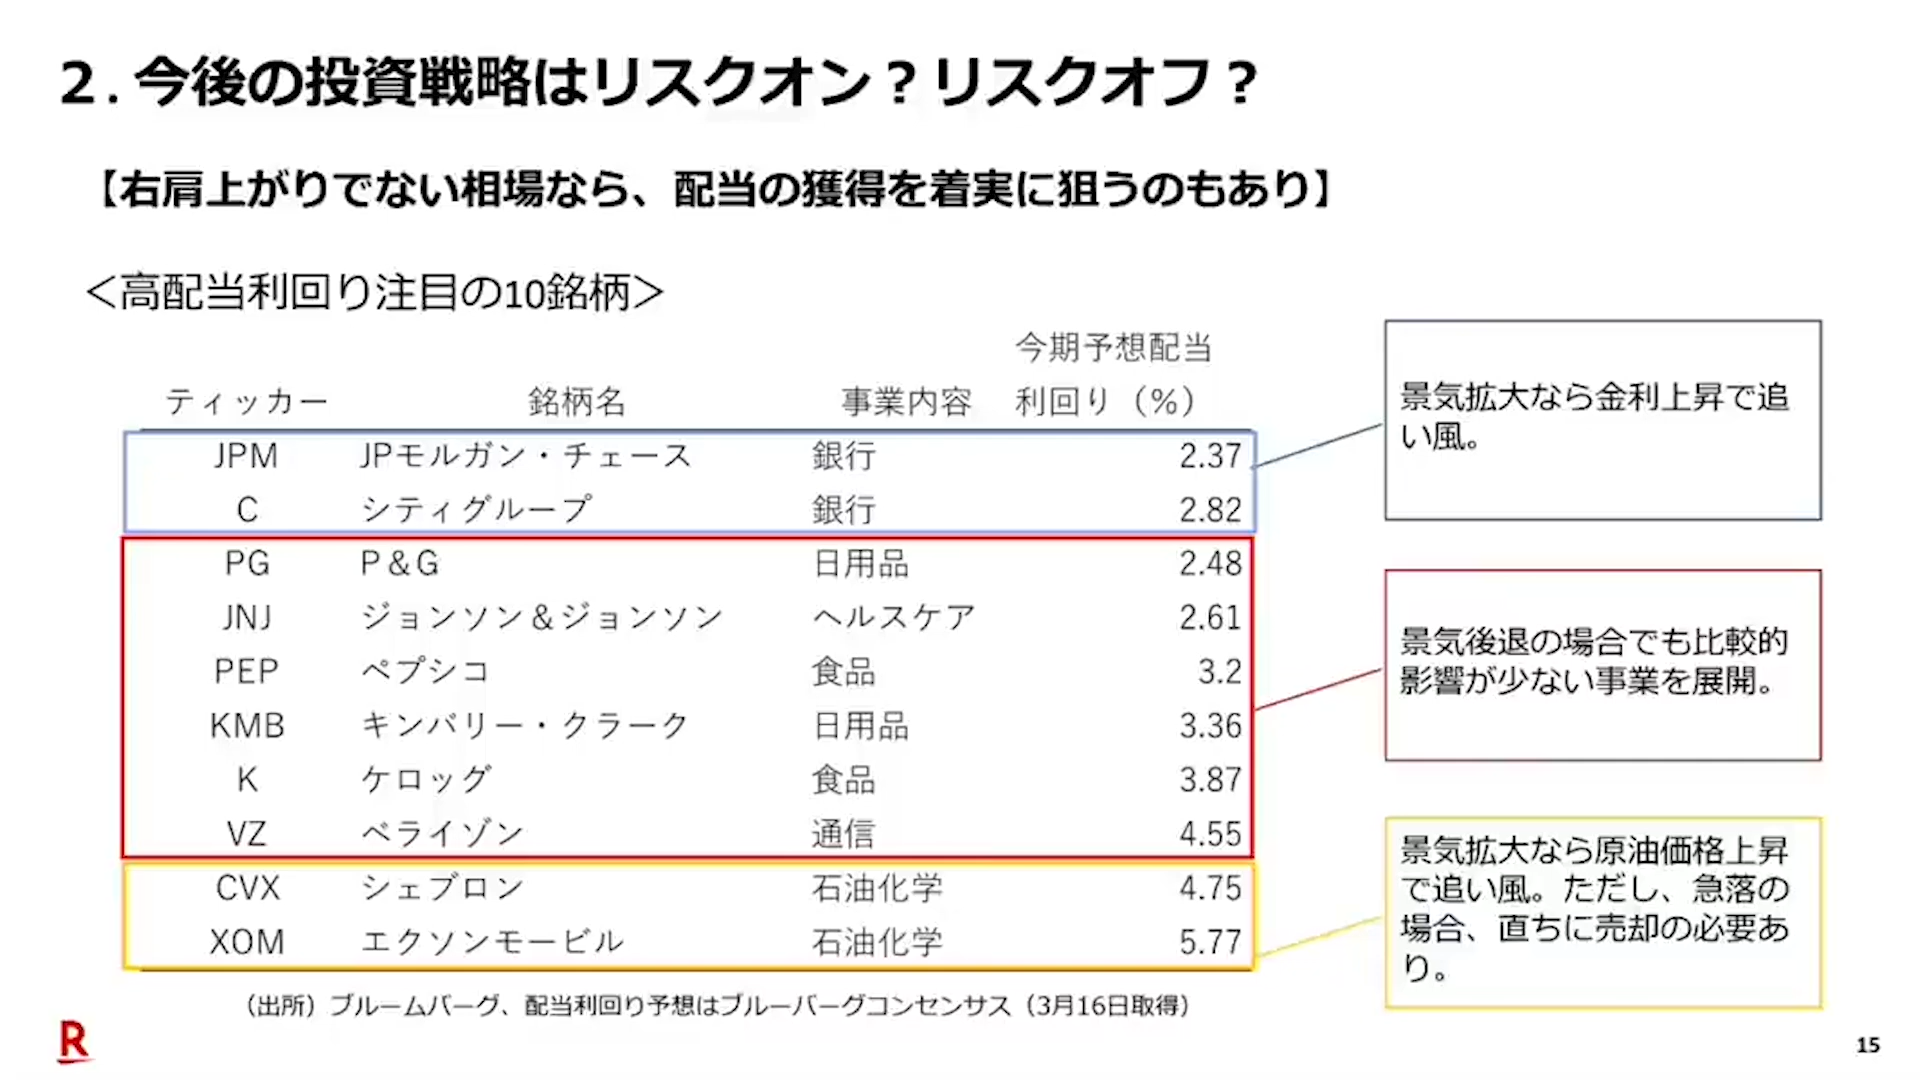 2. 今後の投資戦略はリスクオン？リスクオフ？
【右肩上がりでない相場なら、配当の獲得を着実に狙うのもあり】
＜高配当利回り注目の10銘柄＞
ティッカー 銘柄名 事業内容 今期予想配当
利回り（％）
JPM JPモルガン・チェース 銀行 2.37
C シティグループ 銀行 2.82
PG P＆G 日用品 2.48
JNJ ジョンソン＆ジョンソン ヘルスケア 2.61
PEP ペプシコ 食品 3.2
KMB キンバリー・クラーク 日用品 3.36
K ケロッグ 食品 3.87
VZ ベライゾン 通信 4.55
CVX シェブロン 石油化学 4.75
XOM エクソンモービル 石油化学 5.77
景気拡大なら金利上昇で追
い風。
景気後退の場合でも比較的
影響が少ない事業を展開。
景気拡大なら原油価格上昇
で追い風。ただし、急落の
場合、直ちに売却の必要あ
り。
（出所）ブルームバーグ、配当利回り予想はブルーバーグコンセンサス（3月16日取得）
R
15